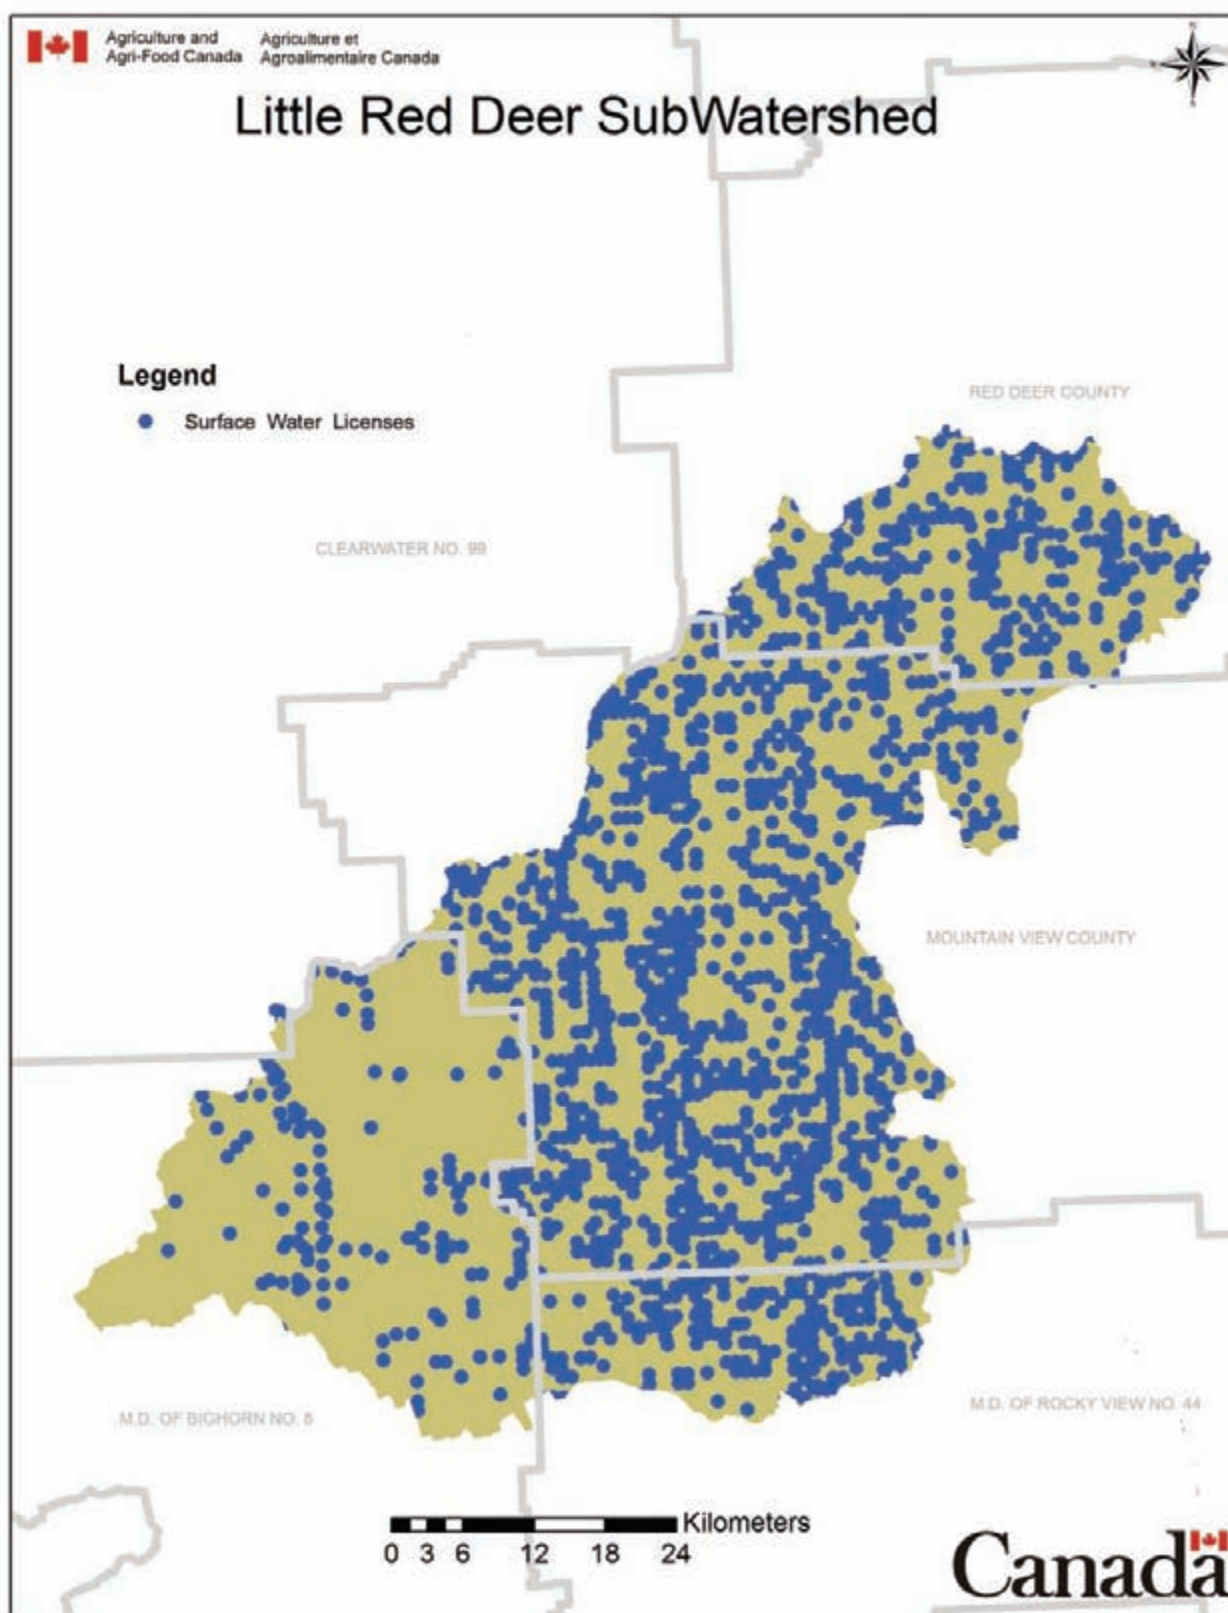 Agriculture and
Agri-Food Canada
Agriculture et
Agroalimentaire Canada
Little Red Deer SubWatershed
Legend
Surface Water Licenses
RED DEER COUNTY
CLEARWATER NO. 99
MOUNTAIN VIEW COUNTY
M.D. OF BIGHORN NO. 8
M.D. OF ROCKY VIEW NO. 44
Kilometers
0 3 6 12 18 24
Canada